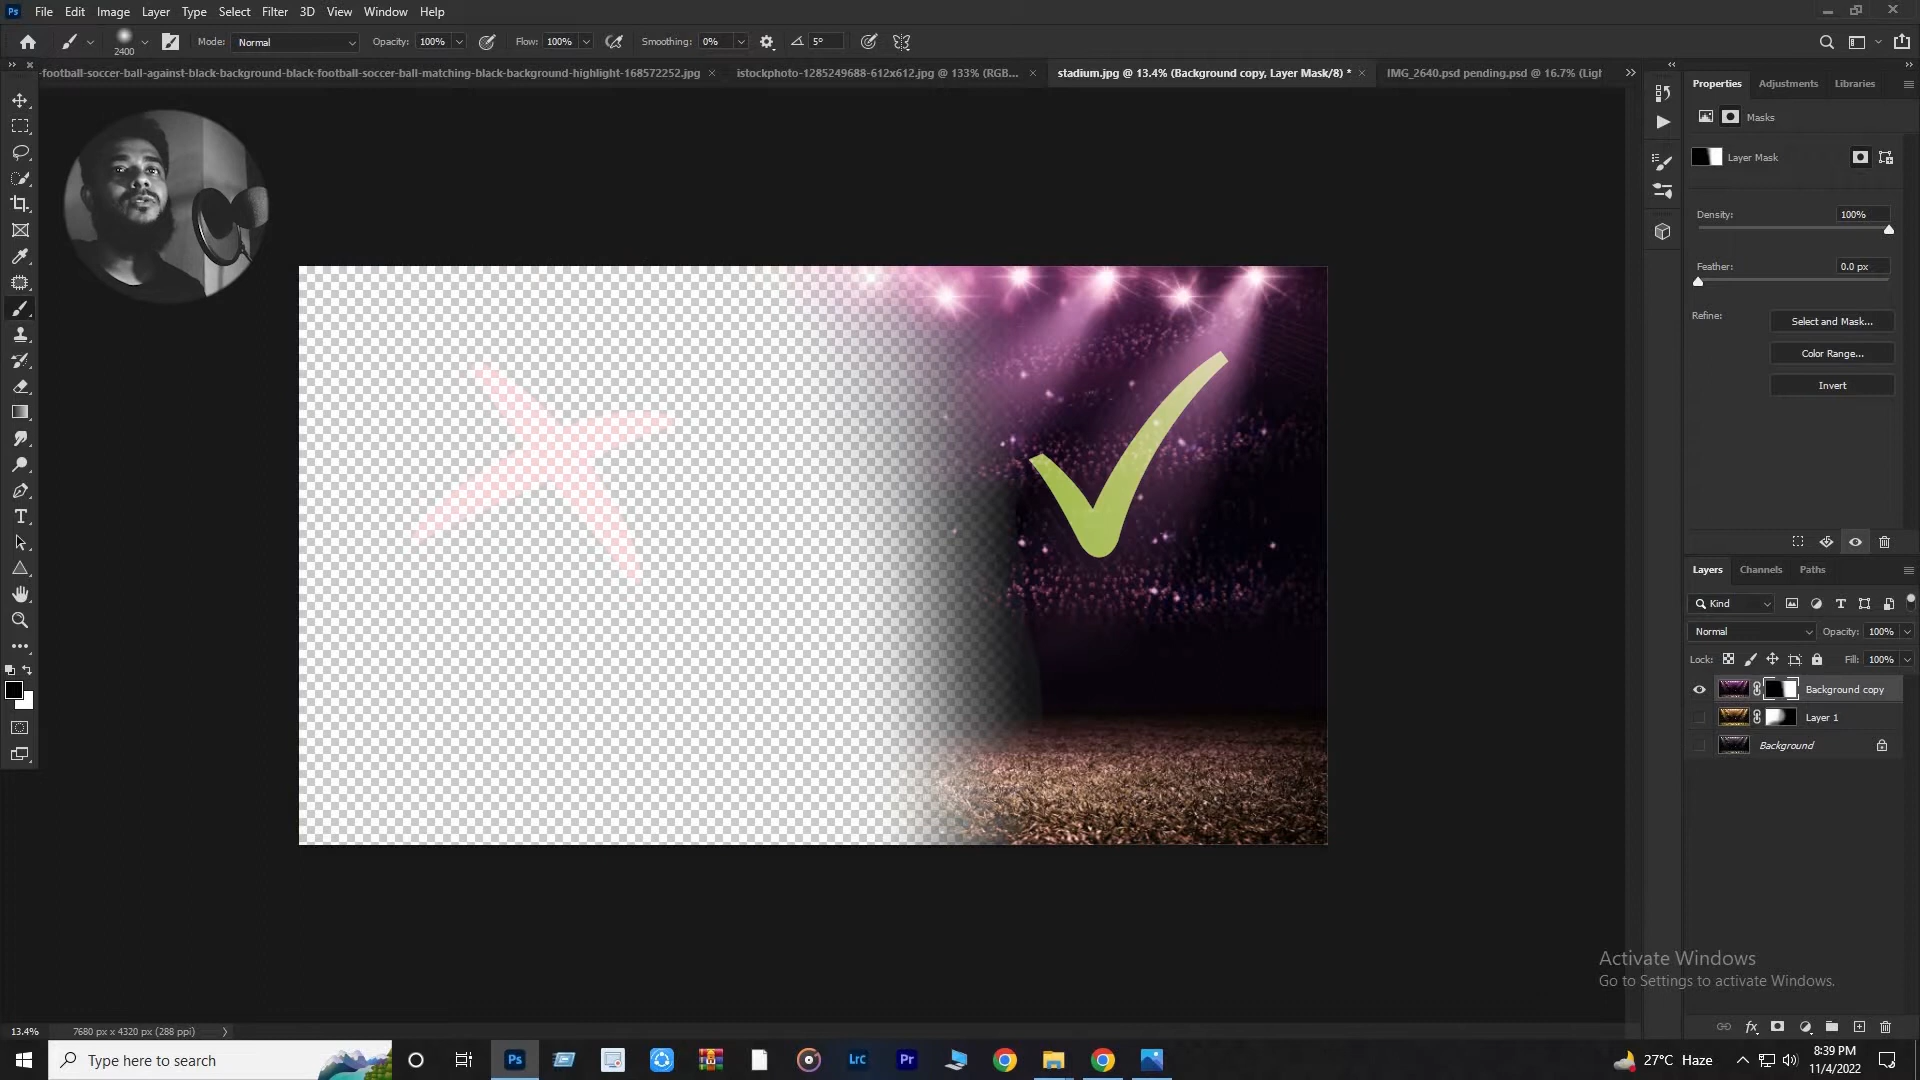 Ps File Edit Image Layer Type Select Filter 3D View Window Help
2400 Mode: Normal Opacity: 100% Flow: 100% Smoothing: 0% 5°
-football-soccer-ball-against-black-background-black-football-soccer-ball-matching-black-background-highlight-168572252.jpg × istockphoto-1285249688-612x612.jpg @ 133% (RGB... × stadium.jpg @ 13.4% (Background copy, Layer Mask/8) * × IMG_2640.psd pending.psd @ 16.7% (Ligh
Properties Adjustments Libraries
Masks
Layer Mask
Density: 100%
Feather: 0.0 px
Refine: Select and Mask...
Color Range...
Invert
Layers Channels Paths
Kind
Normal Opacity: 100%
Lock: Fill: 100%
Background copy
Layer 1
Background
Activate Windows
Go to Settings to activate Windows.
13.4% 7680 px x 4320 px (288 ppi)
Type here to search
Ps
Lrc
Pr
27°C Haze
8:39 PM
11/4/2022